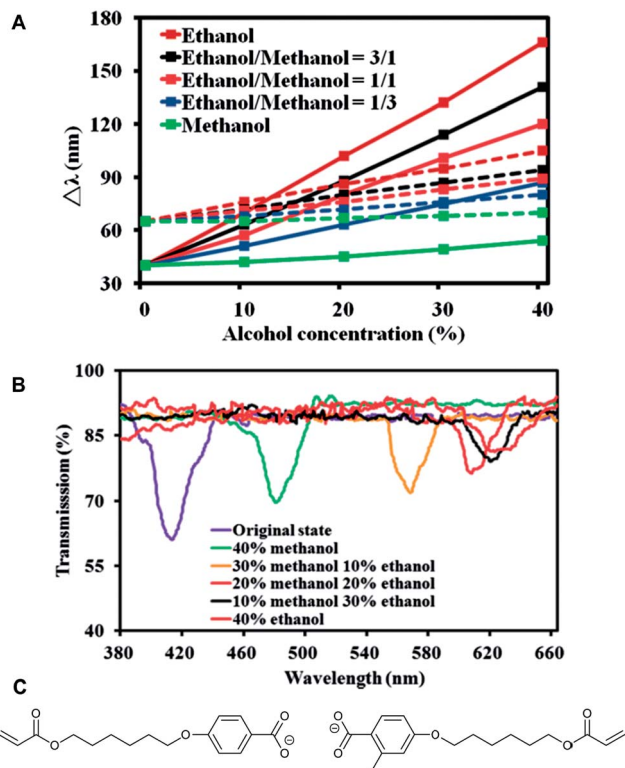 A
180
150
120
90
60
30
Δλ (nm)
Ethanol
Ethanol/Methanol = 3/1
Ethanol/Methanol = 1/1
Ethanol/Methanol = 1/3
Methanol
0 10 20 30 40
Alcohol concentration (%)
B
100
85
70
55
40
Transmisssiom (%)
Original state
40% methanol
30% methanol 10% ethanol
20% methanol 20% ethanol
10% methanol 30% ethanol
40% ethanol
380 420 460 500 540 580 620 660
Wavelength (nm)
C
O
O
O
O
O⁻
⁻O
O
O
O
O